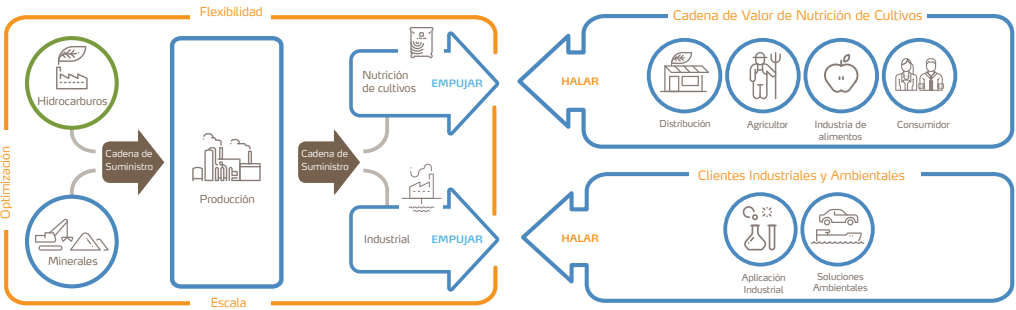 Flexibilidad
Optimización
Hidrocarburos
Minerales
Cadena de
Suministro
Producción
Cadena de
Suministro
Nutrición
de cultivos
EMPUJAR
Industrial
EMPUJAR
Escala
Cadena de Valor de Nutrición de Cultivos
HALAR
Distribución
Agricultor
Industria de
alimentos
Consumidor
Clientes Industriales y Ambientales
HALAR
Aplicación
Industrial
Soluciones
Ambientales